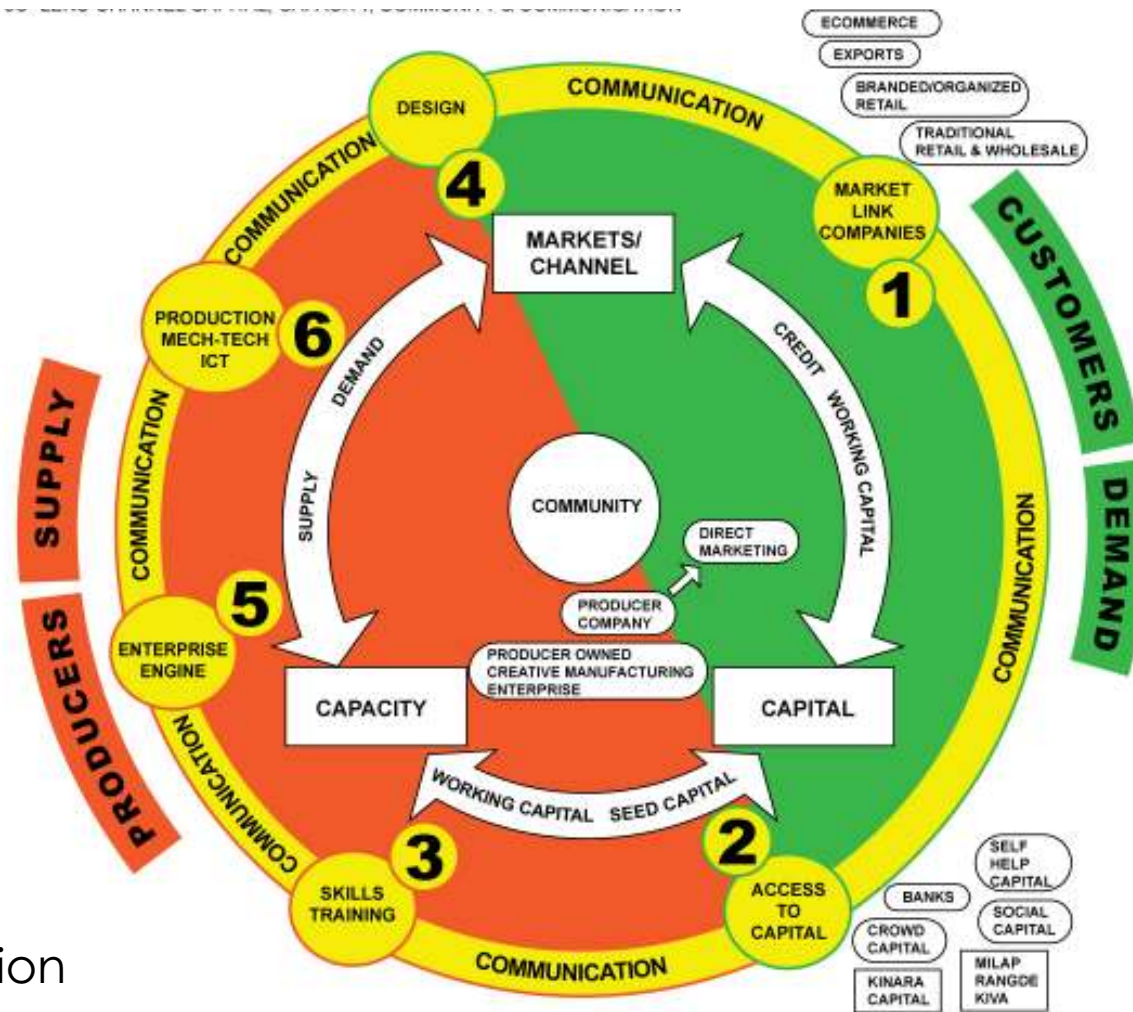 ECOMMERCE
EXPORTS
BRANDED/ORGANIZED
RETAIL
TRADITIONAL
RETAIL & WHOLESALE
DESIGN
4
COMMUNICATION
MARKET
LINK
COMPANIES
1
CUSTOMERS
DEMAND
COMMUNICATION
COMMUNICATION
PRODUCTION
MECH-TECH
ICT
6
MARKETS/
CHANNEL
DEMAND
SUPPLY
CREDIT WORKING CAPITAL
COMMUNITY
DIRECT
MARKETING
PRODUCER
COMPANY
PRODUCER OWNED
CREATIVE MANUFACTURING
ENTERPRISE
SUPPLY
PRODUCERS
COMMUNICATION
5
ENTERPRISE
ENGINE
CAPACITY
CAPITAL
WORKING CAPITAL SEED CAPITAL
COMMUNICATION
3
SKILLS
TRAINING
2
ACCESS
TO
CAPITAL
COMMUNICATION
SELF
HELP
CAPITAL
BANKS
SOCIAL
CAPITAL
CROWD
CAPITAL
KINARA
CAPITAL
MILAP
RANGDE
KIVA
ion